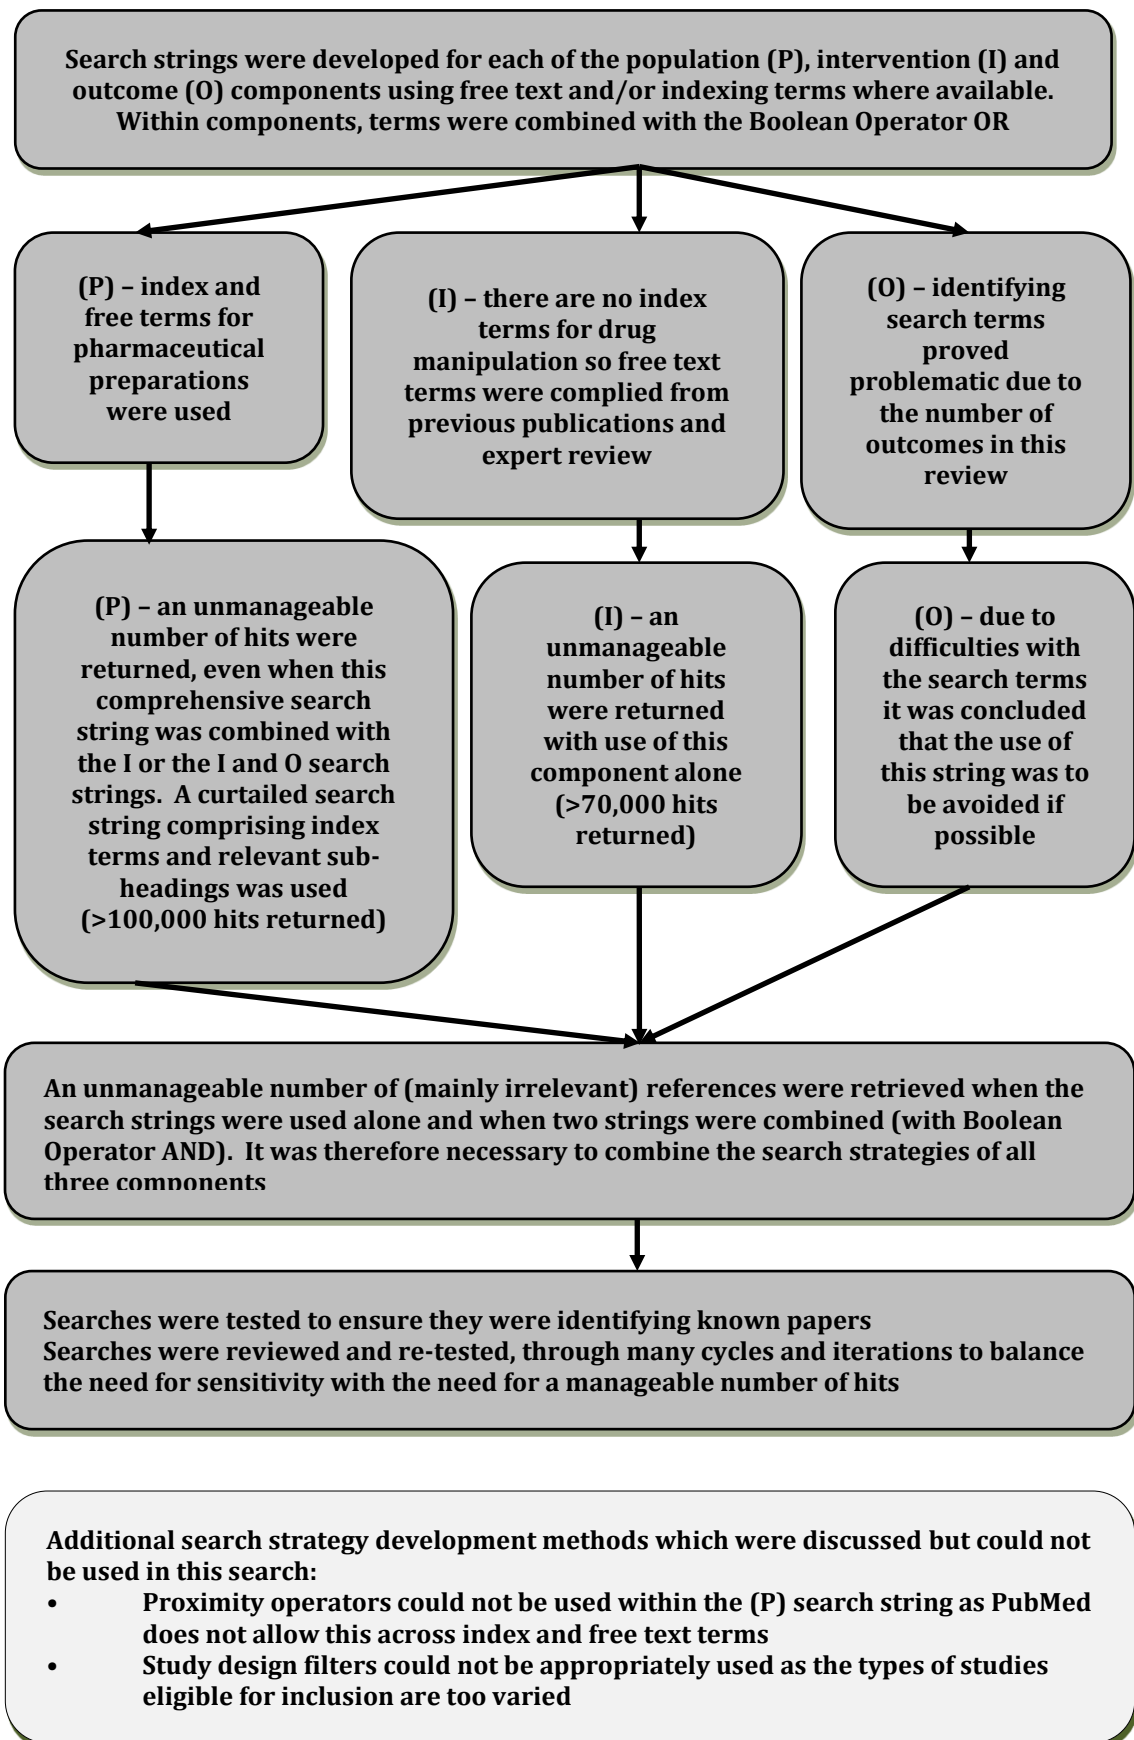 Search strings were developed for each of the population (P), intervention (I) and
outcome (O) components using free text and/or indexing terms where available.
Within components, terms were combined with the Boolean Operator OR
(P) – index and
free terms for
pharmaceutical
preparations
were used
(I) – there are no index
terms for drug
manipulation so free text
terms were complied from
previous publications and
expert review
(O) – identifying
search terms
proved
problematic due to
the number of
outcomes in this
review
(P) – an unmanageable
number of hits were
returned, even when this
comprehensive search
string was combined with
the I or the I and O search
strings.  A curtailed search
string comprising index
terms and relevant sub-
headings was used
(>100,000 hits returned)
(I) – an
unmanageable
number of hits
were returned
with use of this
component alone
(>70,000 hits
returned)
(O) – due to
difficulties with
the search terms
it was concluded
that the use of
this string was to
be avoided if
possible
An unmanageable number of (mainly irrelevant) references were retrieved when the
search strings were used alone and when two strings were combined (with Boolean
Operator AND).  It was therefore necessary to combine the search strategies of all
three components
Searches were tested to ensure they were identifying known papers
Searches were reviewed and re-tested, through many cycles and iterations to balance
the need for sensitivity with the need for a manageable number of hits
Additional search strategy development methods which were discussed but could not
be used in this search:
• Proximity operators could not be used within the (P) search string as PubMed
does not allow this across index and free text terms
• Study design filters could not be appropriately used as the types of studies
eligible for inclusion are too varied